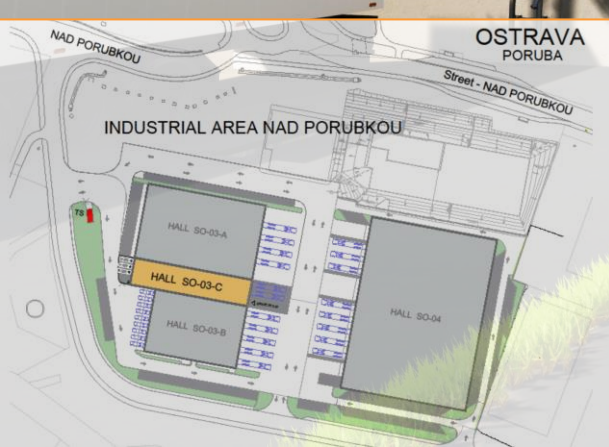 OSTRAVA
PORUBA
NAD PORUBKOU
Street - NAD PORUBKOU
INDUSTRIAL AREA NAD PORUBKOU
TS
HALL SO-03-A
HALL SO-03-C
HALL SO-04
HALL SO-03-B